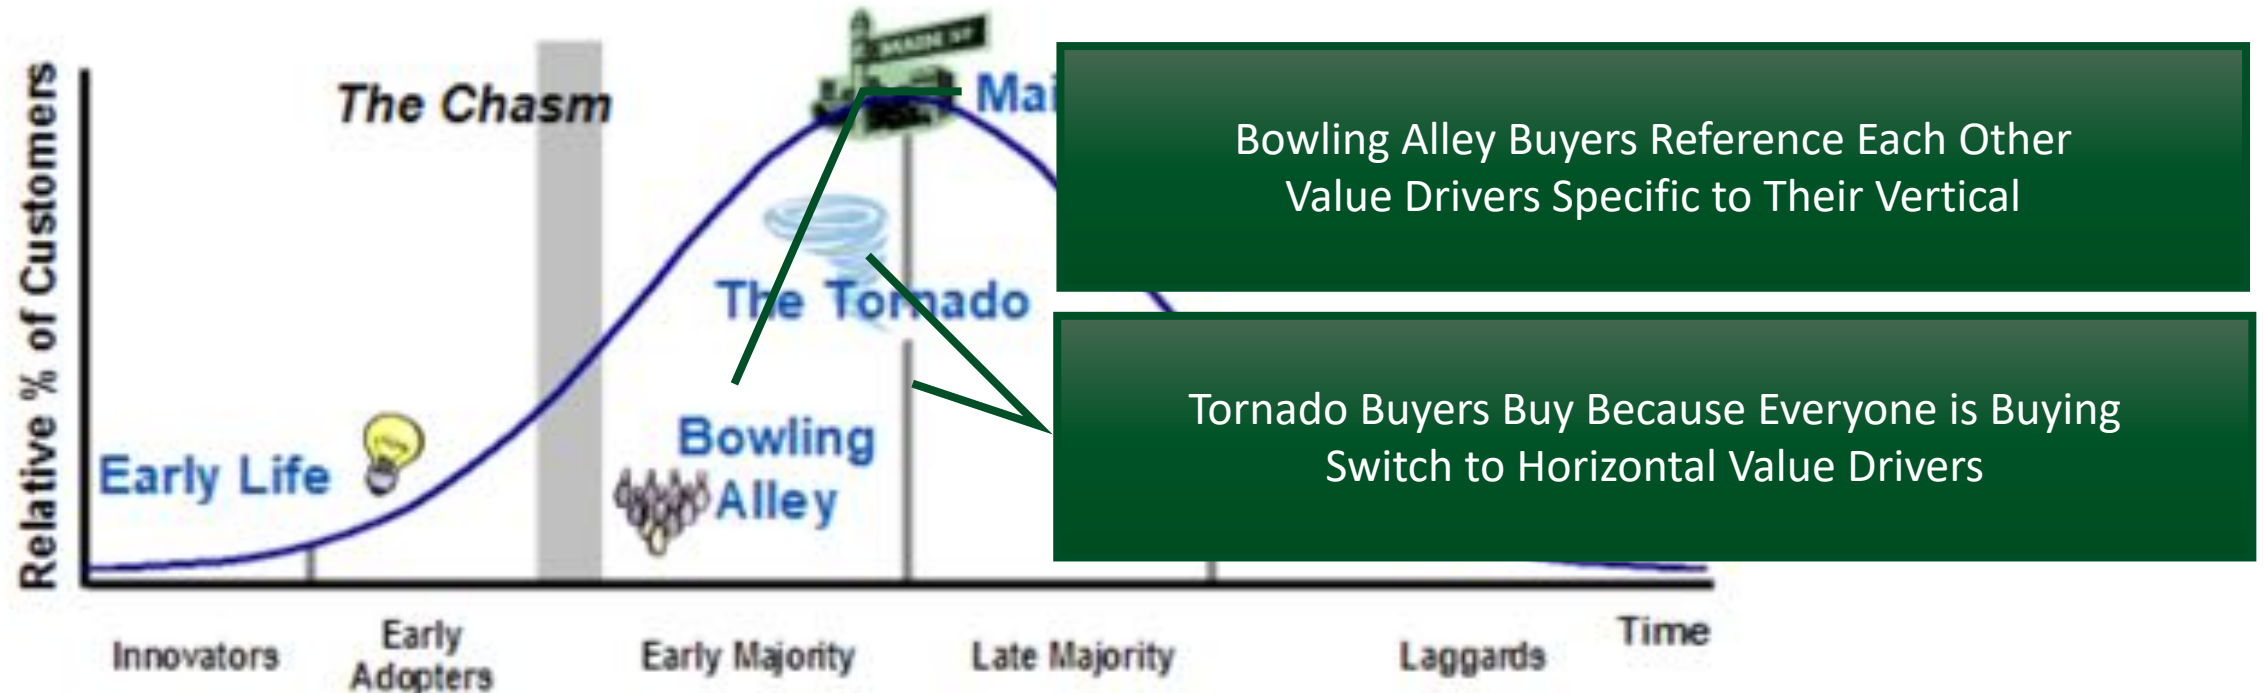 Relative % of Customers
The Chasm
MAIN ST
Mai
Bowling Alley Buyers Reference Each Other
Value Drivers Specific to Their Vertical
The Tornado
Tornado Buyers Buy Because Everyone is Buying
Switch to Horizontal Value Drivers
Bowling
Alley
Early Life
Time
Innovators
Early
Adopters
Early Majority
Late Majority
Laggards